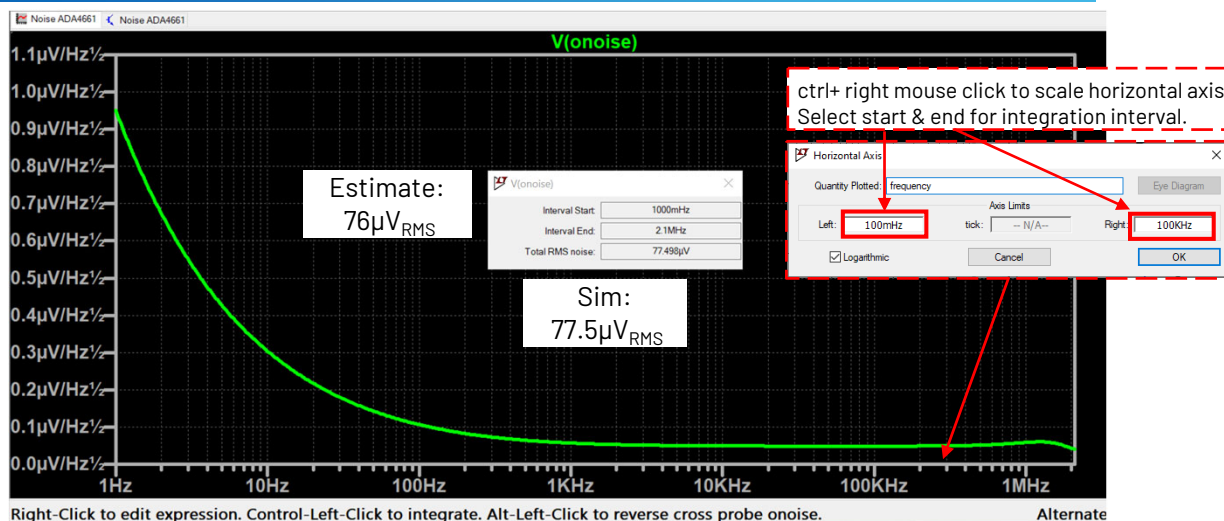 Noise ADA4661 Noise ADA4661
V(onoise)
1.1µV/Hz½
1.0µV/Hz½
0.9µV/Hz½
0.8µV/Hz½
0.7µV/Hz½
0.6µV/Hz½
0.5µV/Hz½
0.4µV/Hz½
0.3µV/Hz½
0.2µV/Hz½
0.1µV/Hz½
0.0µV/Hz½
1Hz 10Hz 100Hz 1KHz 10KHz 100KHz 1MHz
Estimate:
76µVRMS
V(onoise)
Interval Start: 1000mHz
Interval End: 2.1MHz
Total RMS noise: 77.498µV
Sim:
77.5µVRMS
ctrl+ right mouse click to scale horizontal axis
Select start & end for integration interval.
Horizontal Axis
Quantity Plotted: frequency Eye Diagram
Axis Limits
Left: 100mHz tick: -- N/A-- Right: 100KHz
Logarithmic Cancel OK
Right-Click to edit expression. Control-Left-Click to integrate. Alt-Left-Click to reverse cross probe onoise. Alternate